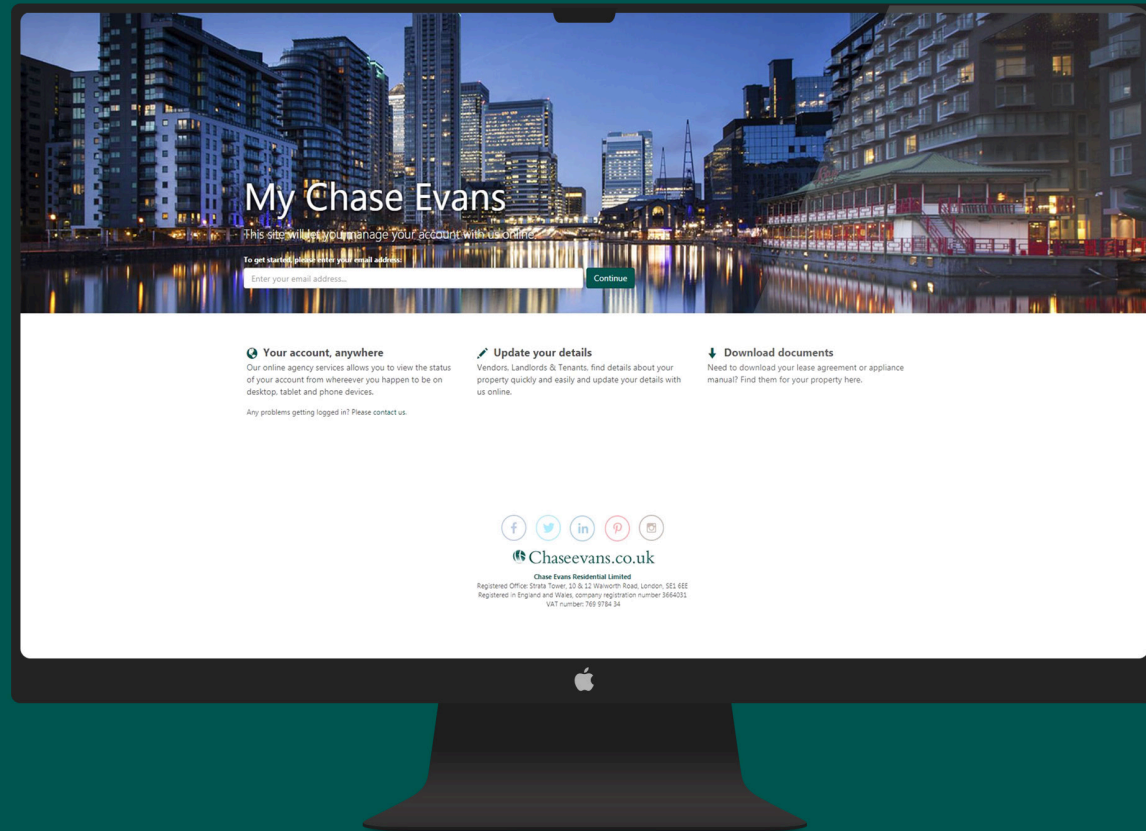 My Chase Evans
This site will let you manage your account with us online.
To get started, please enter your email address:
Enter your email address...
Continue
Your account, anywhere
Our online agency services allows you to view the status
of your account from whereever you happen to be on
desktop, tablet and phone devices.
Any problems getting logged in? Please contact us.
Update your details
Vendors, Landlords & Tenants, find details about your
property quickly and easily and update your details with
us online.
Download documents
Need to download your lease agreement or appliance
manual? Find them for your property here.
Chaseevans.co.uk
Chase Evans Residential Limited
Registered Office: Strata Tower, 10 & 12 Walworth Road, London, SE1 6EE
Registered in England and Wales, company registration number 3664031
VAT number: 769 9784 34